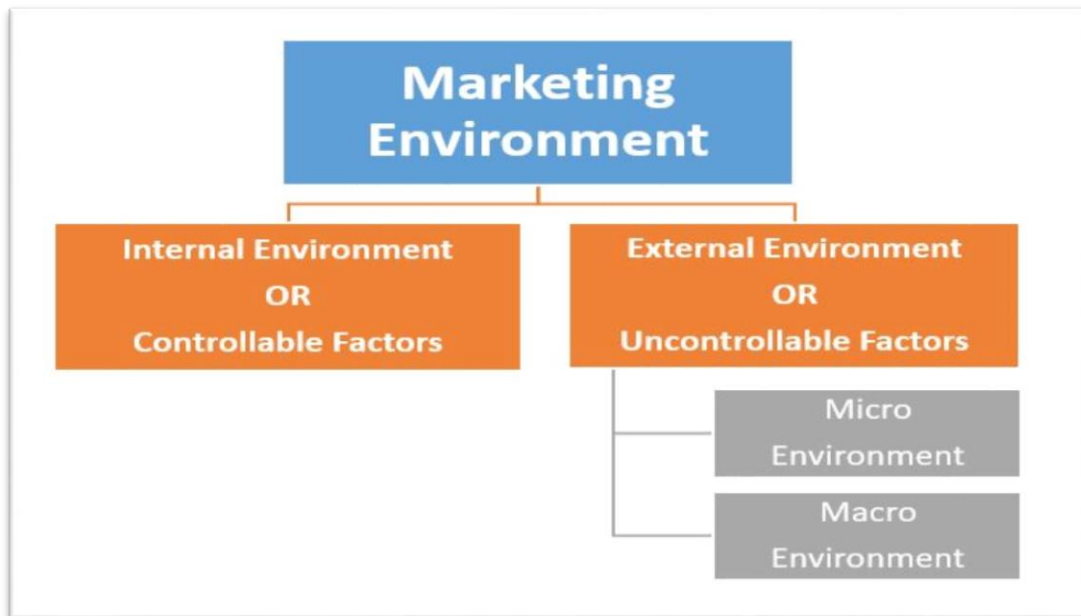 Marketing
Environment
Internal Environment
OR
Controllable Factors
External Environment
OR
Uncontrollable Factors
Micro
Environment
Macro
Environment